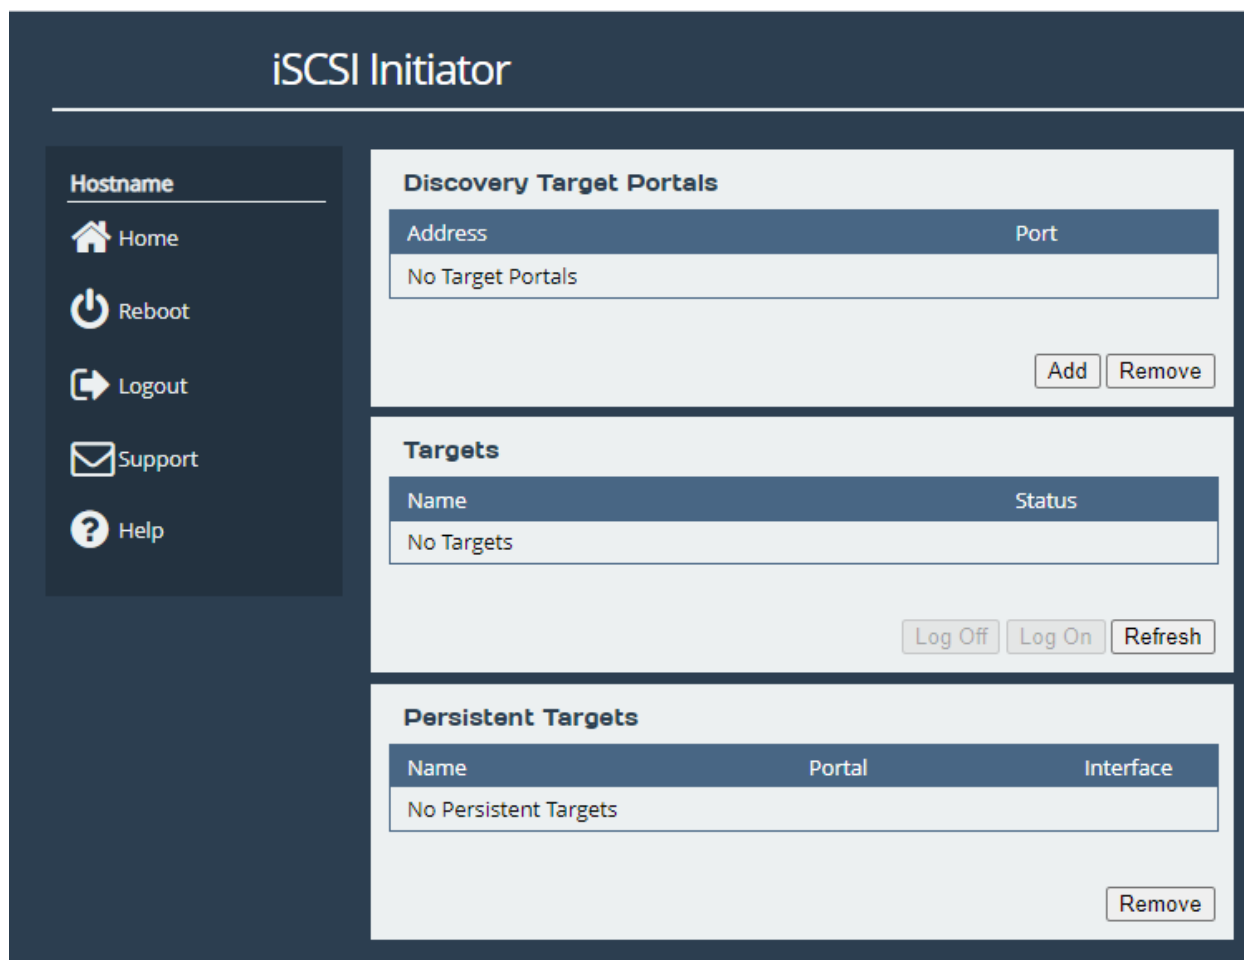 iSCSI Initiator
Hostname
Home
Reboot
Logout
Support
Help
Discovery Target Portals
Address Port
No Target Portals
Add Remove
Targets
Name Status
No Targets
Log Off Log On Refresh
Persistent Targets
Name Portal Interface
No Persistent Targets
Remove